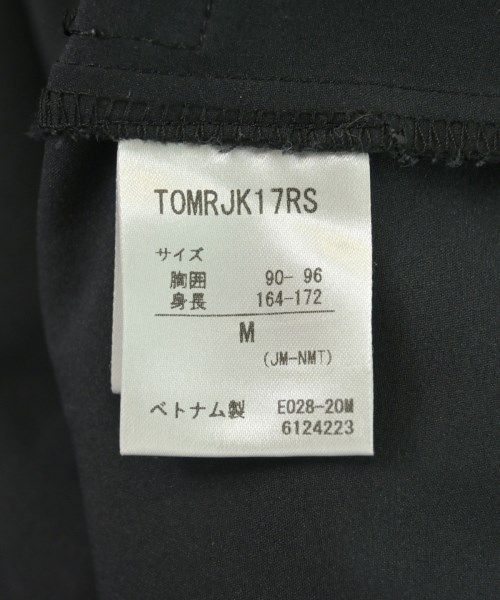 TOMRJK17RS
サイズ
胸囲 90- 96
身長 164-172
M
(JM-NMT)
ベトナム製 E028-20M
6124223